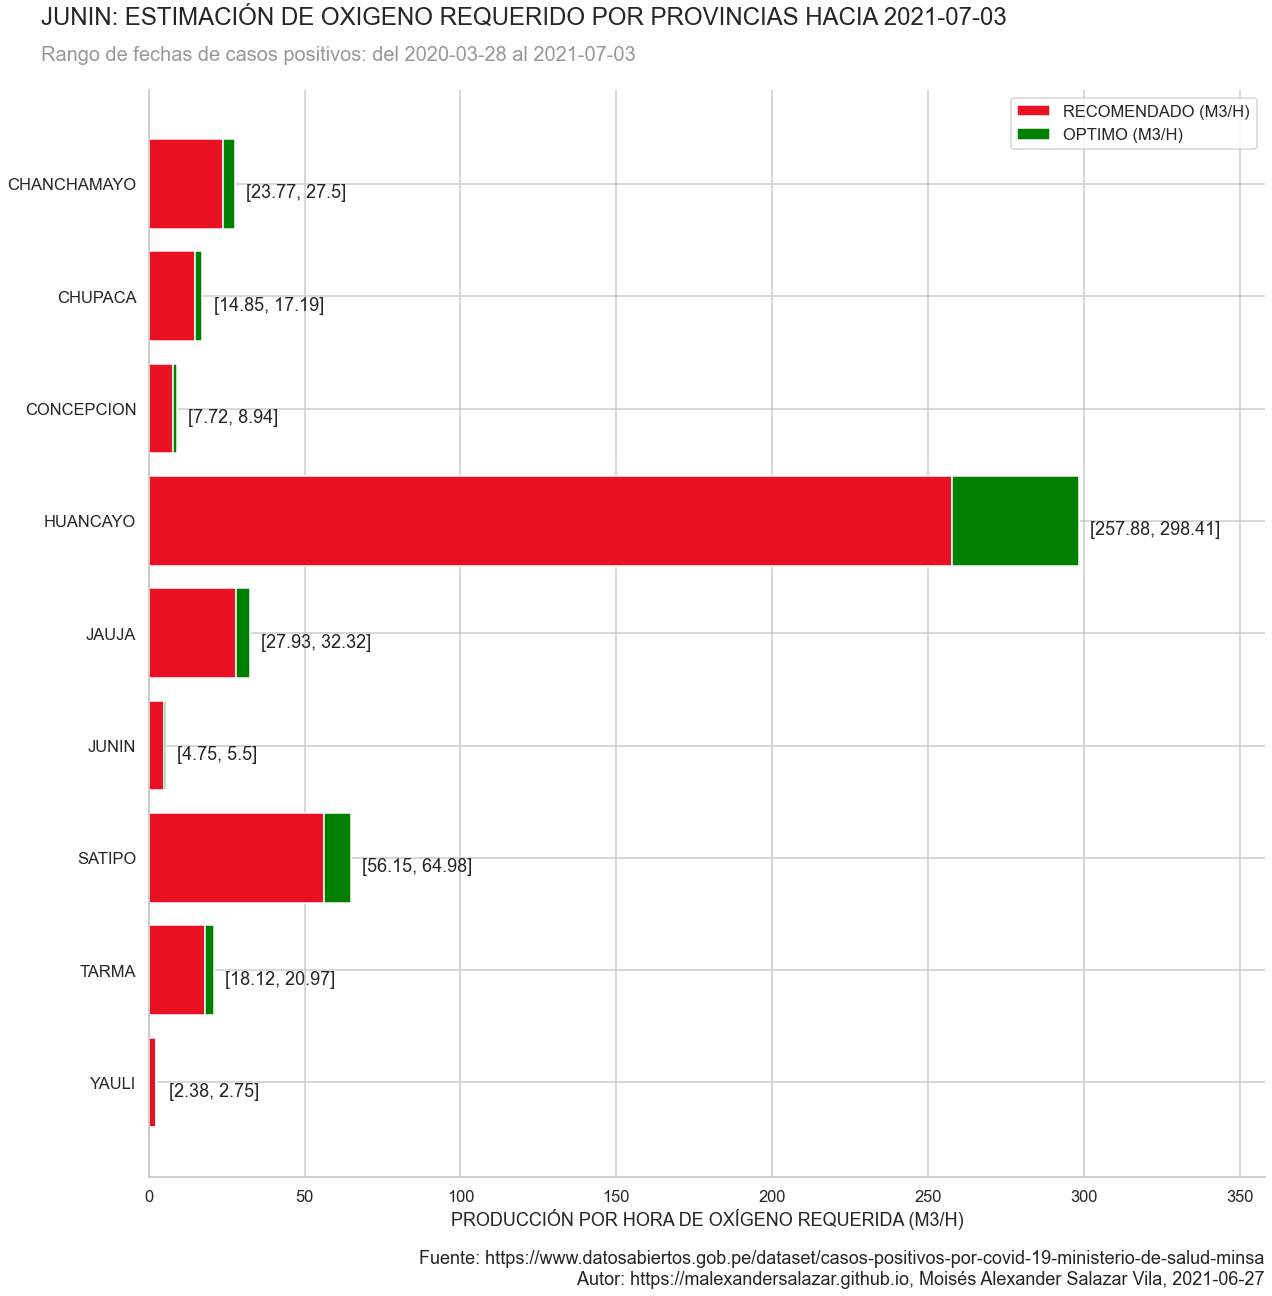 JUNIN: ESTIMACIÓN DE OXIGENO REQUERIDO POR PROVINCIAS HACIA 2021-07-03
Rango de fechas de casos positivos: del 2020-03-28 al 2021-07-03
RECOMENDADO (M3/H)
OPTIMO (M3/H)
CHANCHAMAYO [23.77, 27.5]
CHUPACA [14.85, 17.19]
CONCEPCION [7.72, 8.94]
HUANCAYO [257.88, 298.41]
JAUJA [27.93, 32.32]
JUNIN [4.75, 5.5]
SATIPO [56.15, 64.98]
TARMA [18.12, 20.97]
YAULI [2.38, 2.75]
0 50 100 150 200 250 300 350
PRODUCCIÓN POR HORA DE OXÍGENO REQUERIDA (M3/H)
Fuente: https://www.datosabiertos.gob.pe/dataset/casos-positivos-por-covid-19-ministerio-de-salud-minsa
Autor: https://malexandersalazar.github.io, Moisés Alexander Salazar Vila, 2021-06-27